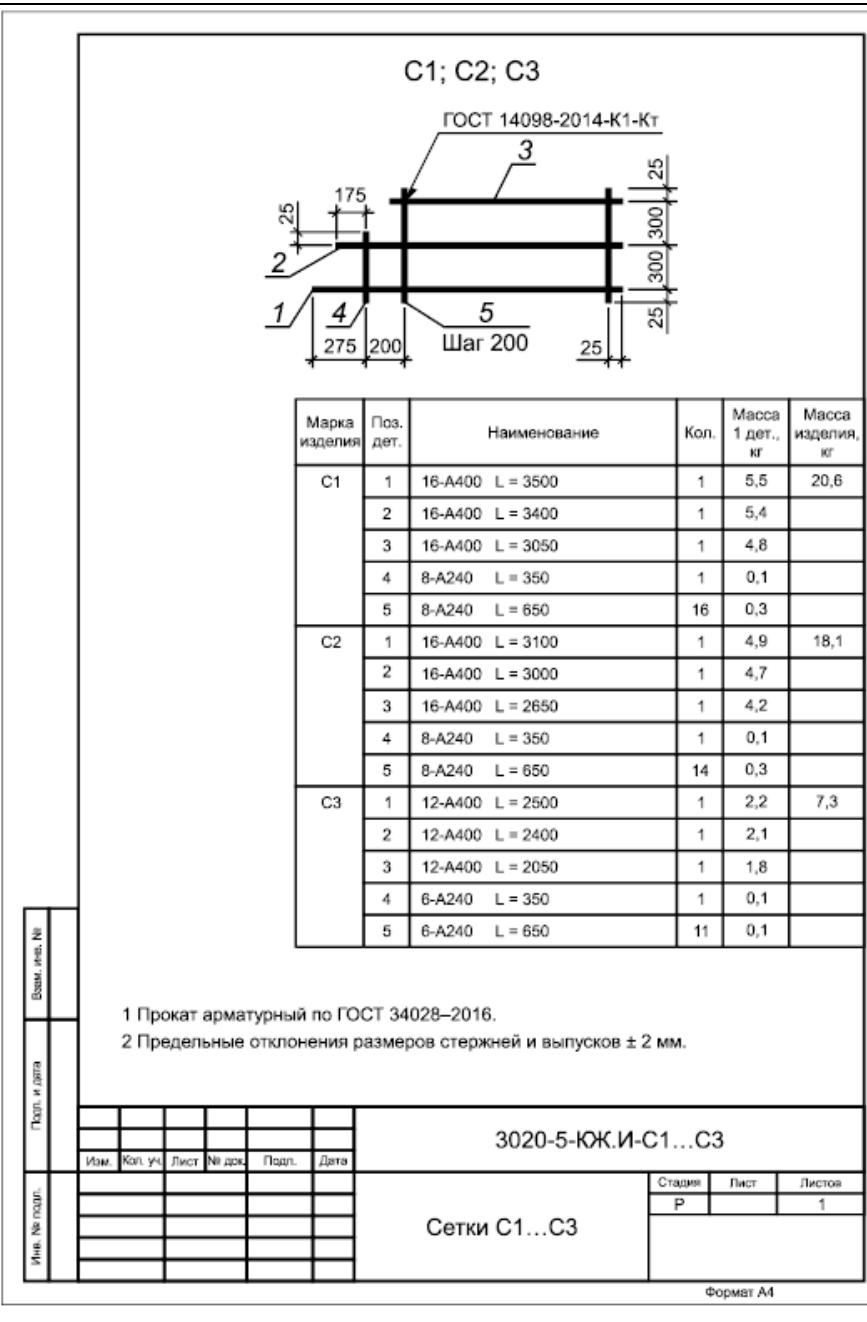 С1; С2; С3
ГОСТ 14098-2014-К1-Кт
3
25
175
25
300
2
300
1
4
5
25
275
200
Шаг 200
25
Марка изделия Поз. дет. Наименование Кол. Масса 1 дет., кг Масса изделия, кг
С1 1 16-А400 L = 3500 1 5,5 20,6
2 16-А400 L = 3400 1 5,4
3 16-А400 L = 3050 1 4,8
4 8-А240 L = 350 1 0,1
5 8-А240 L = 650 16 0,3
С2 1 16-А400 L = 3100 1 4,9 18,1
2 16-А400 L = 3000 1 4,7
3 16-А400 L = 2650 1 4,2
4 8-А240 L = 350 1 0,1
5 8-А240 L = 650 14 0,3
С3 1 12-А400 L = 2500 1 2,2 7,3
2 12-А400 L = 2400 1 2,1
3 12-А400 L = 2050 1 1,8
4 6-А240 L = 350 1 0,1
5 6-А240 L = 650 11 0,1
1 Прокат арматурный по ГОСТ 34028–2016.
2 Предельные отклонения размеров стержней и выпусков ± 2 мм.
Взам. инв. №
Подп. и дата
Инв. № подл.
3020-5-КЖ.И-С1...С3
Изм. Кол. уч. Лист № док. Подп. Дата
Стадия Лист Листов
Р 1
Сетки С1...С3
Формат А4